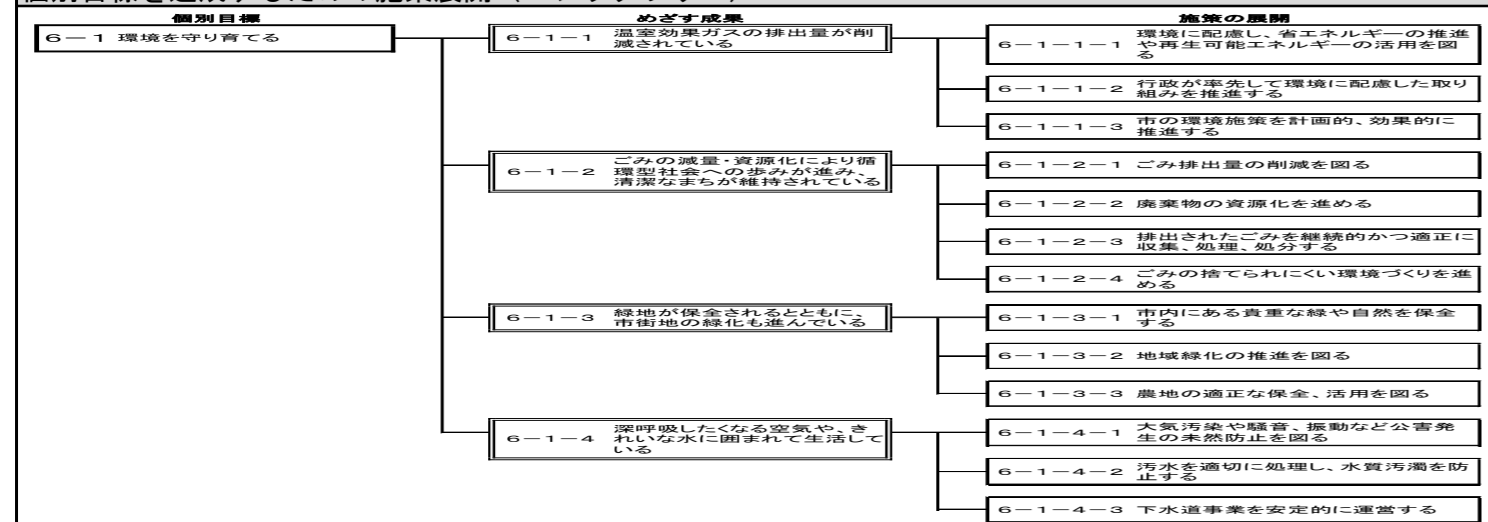 個別目標 めざす成果 施策の展開
6－1 環境を守り育てる
6－1－1 温室効果ガスの排出量が削
減されている
6－1－1－1 環境に配慮し、省エネルギーの推進
や再生可能エネルギーの活用を図
る
6－1－1－2 行政が率先して環境に配慮した取り
組みを推進する
6－1－1－3 市の環境施策を計画的、効果的に
推進する
6－1－2 ごみの減量・資源化により循
環型社会への歩みが進み、
清潔なまちが維持されている
6－1－2－1 ごみ排出量の削減を図る
6－1－2－2 廃棄物の資源化を進める
6－1－2－3 排出されたごみを継続的かつ適正に
収集、処理、処分する
6－1－2－4 ごみの捨てられにくい環境づくりを進
める
6－1－3 緑地が保全されるとともに、
市街地の緑化も進んでいる
6－1－3－1 市内にある貴重な緑や自然を保全
する
6－1－3－2 地域緑化の推進を図る
6－1－3－3 農地の適正な保全、活用を図る
6－1－4 深呼吸したくなる空気や、き
れいな水に囲まれて生活して
いる
6－1－4－1 大気汚染や騒音、振動など公害発
生の未然防止を図る
6－1－4－2 汚水を適切に処理し、水質汚濁を防
止する
6－1－4－3 下水道事業を安定的に運営する